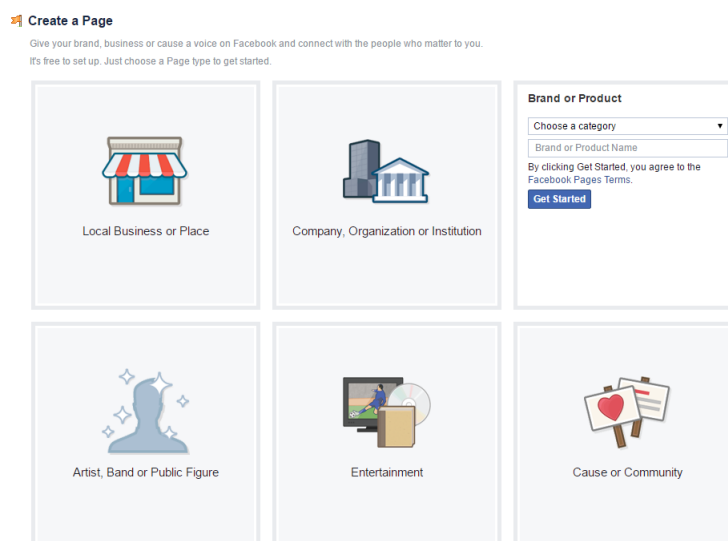 Create a Page
Give your brand, business or cause a voice on Facebook and connect with the people who matter to you.
It's free to set up. Just choose a Page type to get started.
Local Business or Place
Company, Organization or Institution
Brand or Product
Choose a category
Brand or Product Name
By clicking Get Started, you agree to the
Facebook Pages Terms.
Get Started
Artist, Band or Public Figure
Entertainment
Cause or Community